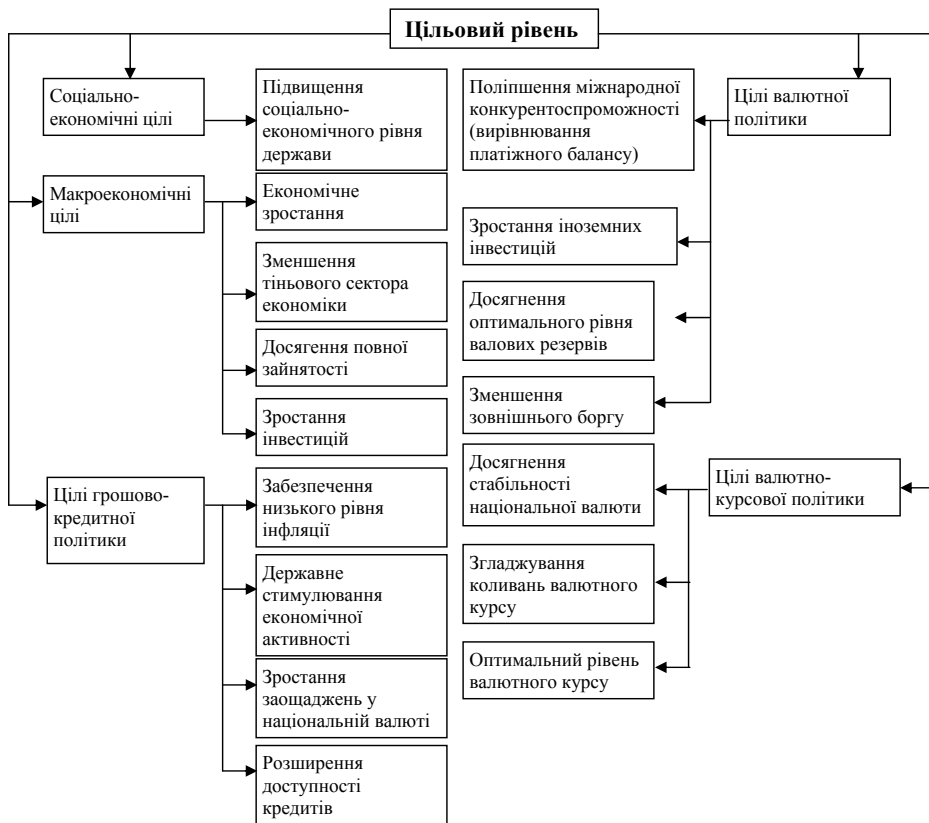 Цільовий рівень
Соціально-
економічні цілі
Підвищення
соціально-
економічного рівня
держави
Макроекономічні
цілі
Економічне
зростання
Зменшення
тіньового сектора
економіки
Досягення повної
зайнятості
Зростання
інвестицій
Цілі грошово-
кредитної
політики
Забезпечення
низького рівня
інфляції
Державне
стимулювання
економічної
активності
Зростання
заощаджень у
національній валюті
Розширення
доступності
кредитів
Поліпшення міжнародної
конкурентоспроможності
(вирівнювання
платіжного балансу)
Цілі валютної
політики
Зростання іноземних
інвестицій
Досягнення
оптимального рівня
валових резервів
Зменшення
зовнішнього боргу
Досягнення
стабільності
національної валюти
Цілі валютно-
курсової політики
Згладжування
коливань валютного
курсу
Оптимальний рівень
валютного курсу